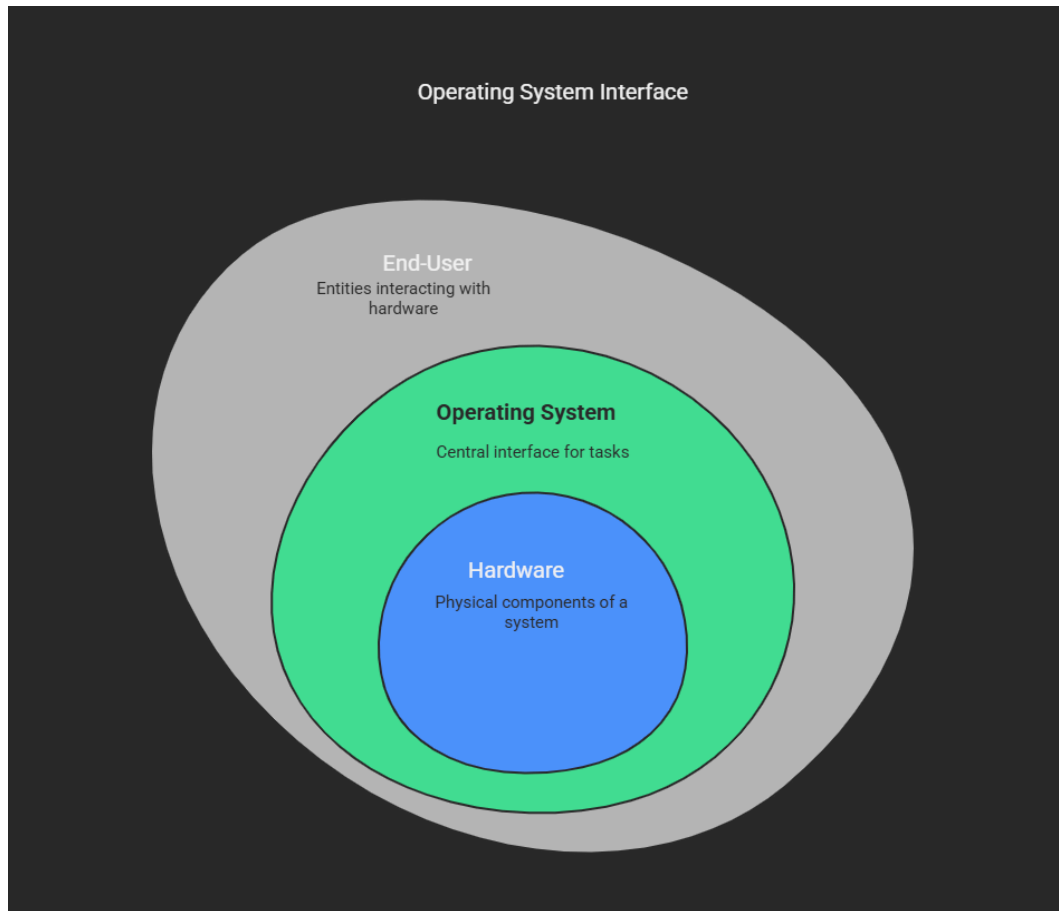 Operating System Interface
End-User
Entities interacting with
hardware
Operating System
Central interface for tasks
Hardware
Physical components of a
system